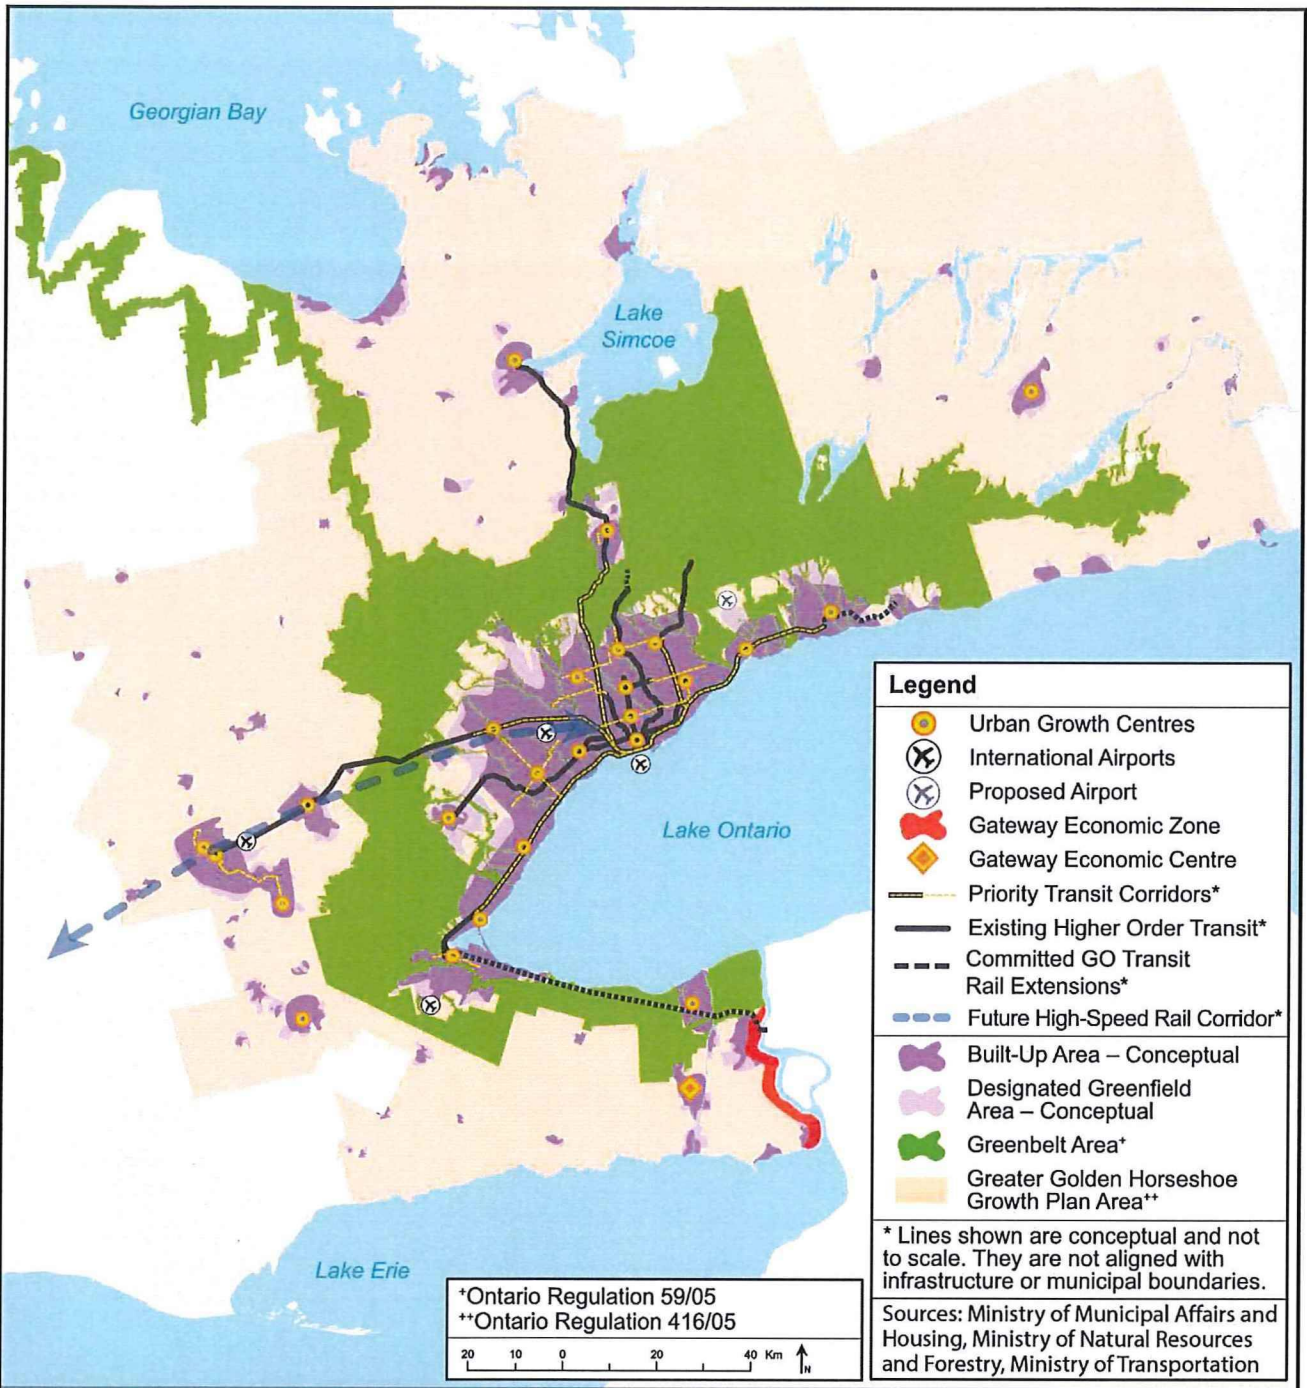 Georgian Bay
Lake
Simcoe
Lake Ontario
Lake Erie
Legend
Urban Growth Centres
International Airports
Proposed Airport
Gateway Economic Zone
Gateway Economic Centre
Priority Transit Corridors*
Existing Higher Order Transit*
Committed GO Transit
Rail Extensions*
Future High-Speed Rail Corridor*
Built-Up Area – Conceptual
Designated Greenfield
Area – Conceptual
Greenbelt Area+
Greater Golden Horseshoe
Growth Plan Area++
* Lines shown are conceptual and not
to scale. They are not aligned with
infrastructure or municipal boundaries.
Sources: Ministry of Municipal Affairs and
Housing, Ministry of Natural Resources
and Forestry, Ministry of Transportation
+Ontario Regulation 59/05
++Ontario Regulation 416/05
20 10 0 20 40 Km
N